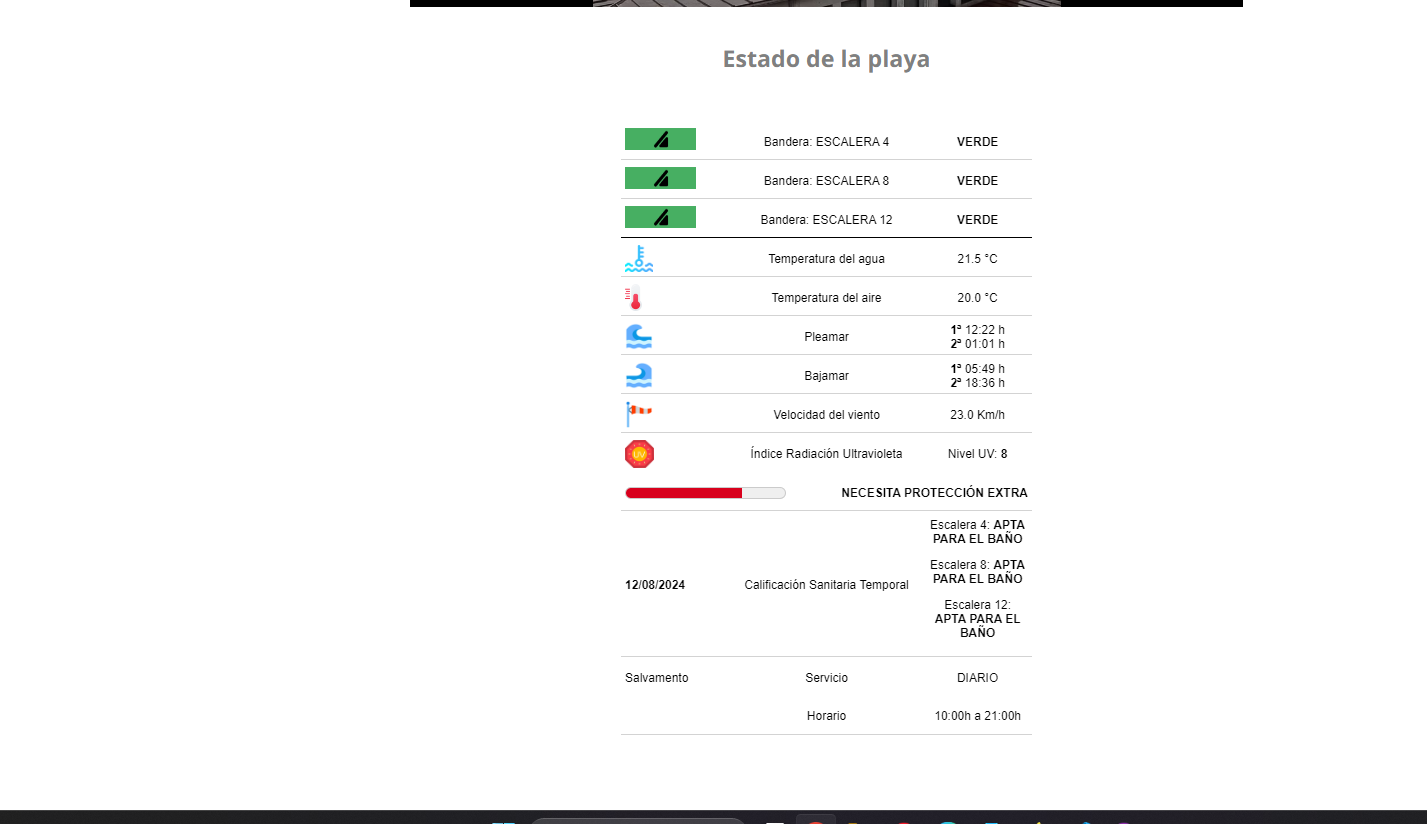 Estado de la playa
Bandera: ESCALERA 4 VERDE
Bandera: ESCALERA 8 VERDE
Bandera: ESCALERA 12 VERDE
Temperatura del agua 21.5 °C
Temperatura del aire 20.0 °C
Pleamar 1ª 12:22 h
2ª 01:01 h
Bajamar 1ª 05:49 h
2ª 18:36 h
Velocidad del viento 23.0 Km/h
UV Índice Radiación Ultravioleta Nivel UV: 8
NECESITA PROTECCIÓN EXTRA
12/08/2024 Calificación Sanitaria Temporal
Escalera 4: APTA
PARA EL BAÑO
Escalera 8: APTA
PARA EL BAÑO
Escalera 12:
APTA PARA EL
BAÑO
Salvamento Servicio DIARIO
Horario 10:00h a 21:00h